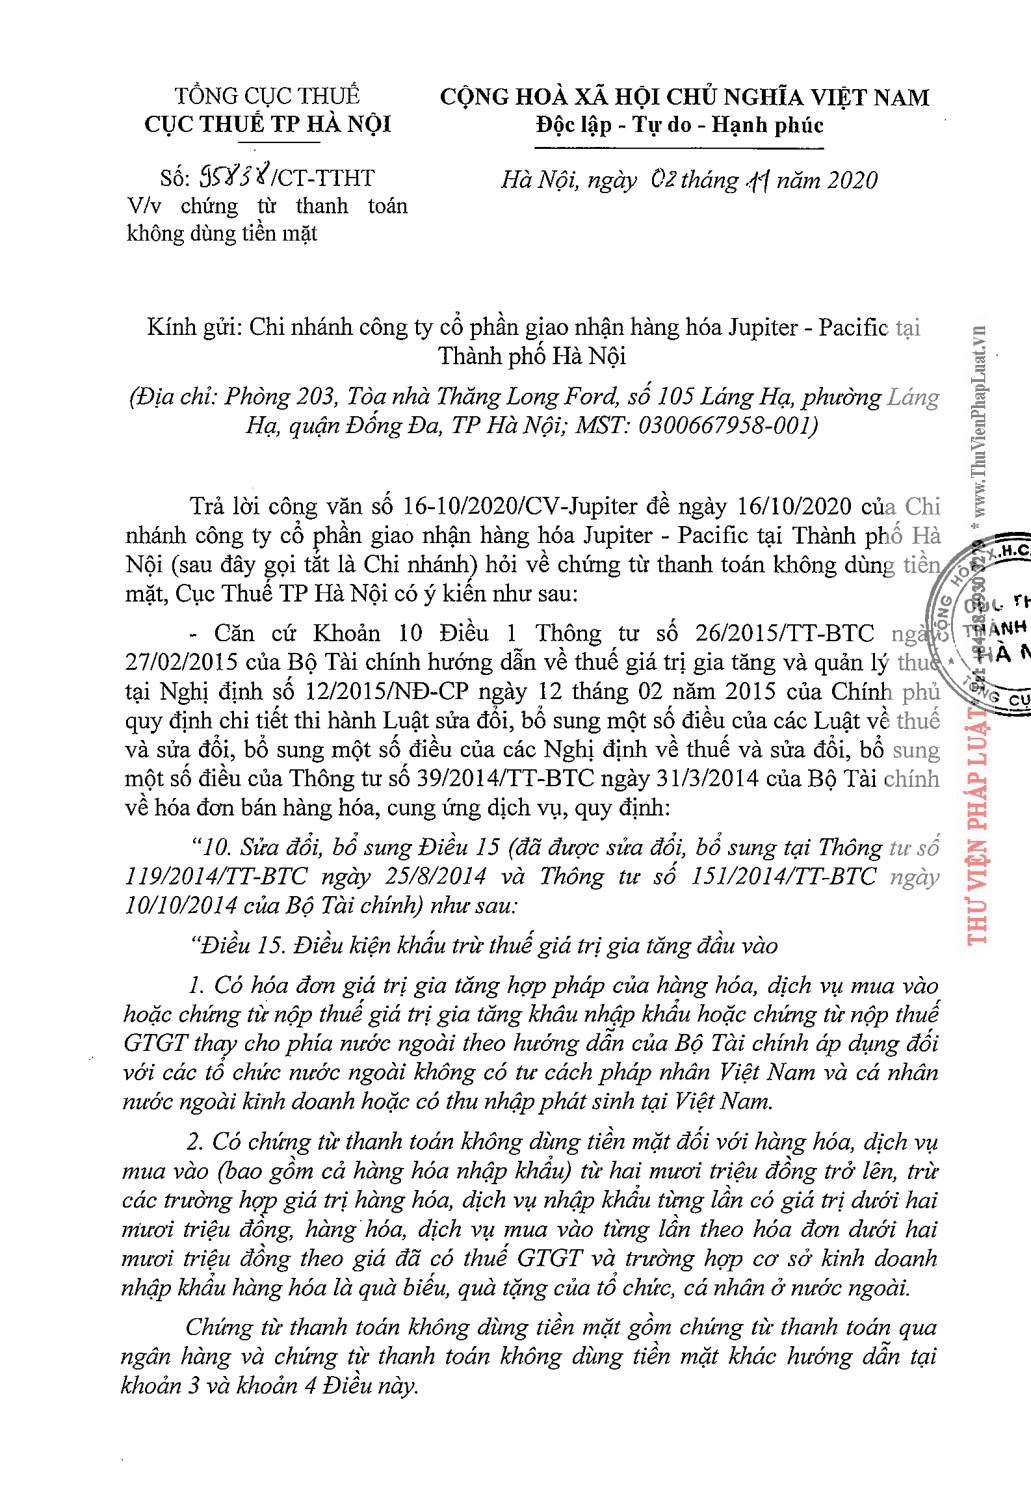 TỔNG CỤC THUẾ
CỤC THUẾ TP HÀ NỘI
CỘNG HOÀ XÃ HỘI CHỦ NGHĨA VIỆT NAM
Độc lập - Tự do - Hạnh phúc
Số: /CT-TTHT
V/v chứng từ thanh toán
không dùng tiền mặt
Hà Nội, ngày 02 tháng 11 năm 2020
Kính gửi: Chi nhánh công ty cổ phần giao nhận hàng hóa Jupiter - Pacific tại
Thành phố Hà Nội
(Địa chỉ: Phòng 203, Tòa nhà Thăng Long Ford, số 105 Láng Hạ, phường Láng
Hạ, quận Đống Đa, TP Hà Nội; MST: 0300667958-001)
Trả lời công văn số 16-10/2020/CV-Jupiter đề ngày 16/10/2020 của Chi
nhánh công ty cổ phần giao nhận hàng hóa Jupiter - Pacific tại Thành phố Hà
Nội (sau đây gọi tắt là Chi nhánh) hỏi về chứng từ thanh toán không dùng tiền
mặt, Cục Thuế TP Hà Nội có ý kiến như sau:
- Căn cứ Khoản 10 Điều 1 Thông tư số 26/2015/TT-BTC ngày
27/02/2015 của Bộ Tài chính hướng dẫn về thuế giá trị gia tăng và quản lý thuế
tại Nghị định số 12/2015/NĐ-CP ngày 12 tháng 02 năm 2015 của Chính phủ
quy định chi tiết thi hành Luật sửa đổi, bổ sung một số điều của các Luật về thuế
và sửa đổi, bổ sung một số điều của các Nghị định về thuế và sửa đổi, bổ sung
một số điều của Thông tư số 39/2014/TT-BTC ngày 31/3/2014 của Bộ Tài chính
về hóa đơn bán hàng hóa, cung ứng dịch vụ, quy định:
“10. Sửa đổi, bổ sung Điều 15 (đã được sửa đổi, bổ sung tại Thông tư số
119/2014/TT-BTC ngày 25/8/2014 và Thông tư số 151/2014/TT-BTC ngày
10/10/2014 của Bộ Tài chính) như sau:
“Điều 15. Điều kiện khấu trừ thuế giá trị gia tăng đầu vào
1. Có hóa đơn giá trị gia tăng hợp pháp của hàng hóa, dịch vụ mua vào
hoặc chứng từ nộp thuế giá trị gia tăng khâu nhập khẩu hoặc chứng từ nộp thuế
GTGT thay cho phía nước ngoài theo hướng dẫn của Bộ Tài chính áp dụng đối
với các tổ chức nước ngoài không có tư cách pháp nhân Việt Nam và cá nhân
nước ngoài kinh doanh hoặc có thu nhập phát sinh tại Việt Nam.
2. Có chứng từ thanh toán không dùng tiền mặt đối với hàng hóa, dịch vụ
mua vào (bao gồm cả hàng hóa nhập khẩu) từ hai mươi triệu đồng trở lên, trừ
các trường hợp giá trị hàng hóa, dịch vụ nhập khẩu từng lần có giá trị dưới hai
mươi triệu đồng, hàng hóa, dịch vụ mua vào từng lần theo hóa đơn dưới hai
mươi triệu đồng theo giá đã có thuế GTGT và trường hợp cơ sở kinh doanh
nhập khẩu hàng hóa là quà biếu, quà tặng của tổ chức, cá nhân ở nước ngoài.
Chứng từ thanh toán không dùng tiền mặt gồm chứng từ thanh toán qua
ngân hàng và chứng từ thanh toán không dùng tiền mặt khác hướng dẫn tại
khoản 3 và khoản 4 Điều này.
THƯ VIỆN PHÁP LUẬT * www.ThuVienPhapLuat.vn